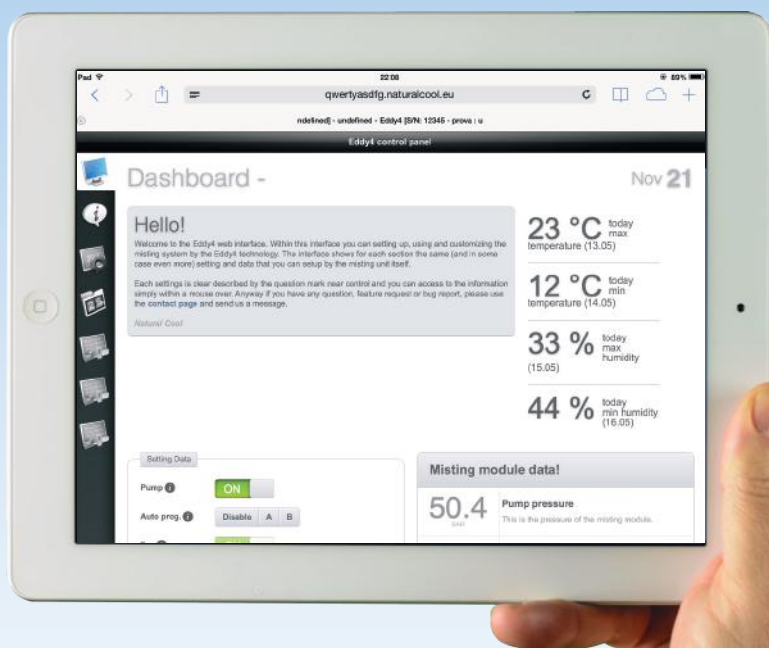 Pad
22:08
89%
qwertyasdfg.naturalcool.eu
ndefined] - undefined - Eddy4 [S/N: 12345 - prova : u
Eddy4 control panel
Dashboard -
Nov 21
Hello!
Welcome to the Eddy4 web interface. Within this interface you can setting up, using and customizing the
misting system by the Eddy4 technology. The interface shows for each section the same (and in some
case even more) setting and data that you can setup by the misting unit itself.
Each settings is clear described by the question mark near control and you can access to the information
simply within a mouse over. Anyway if you have any question, feature request or bug report, please use
the contact page and send us a message.
Natural Cool
23 °C today
max
temperature (13.05)
12 °C today
min
temperature (14.05)
33 % today
max
humidity
(15.05)
44 % today
min humidity
(16.05)
Setting Data
Pump
ON
Auto prog.
Disable A B
Misting module data!
50.4
BAR
Pump pressure
This is the pressure of the misting module.